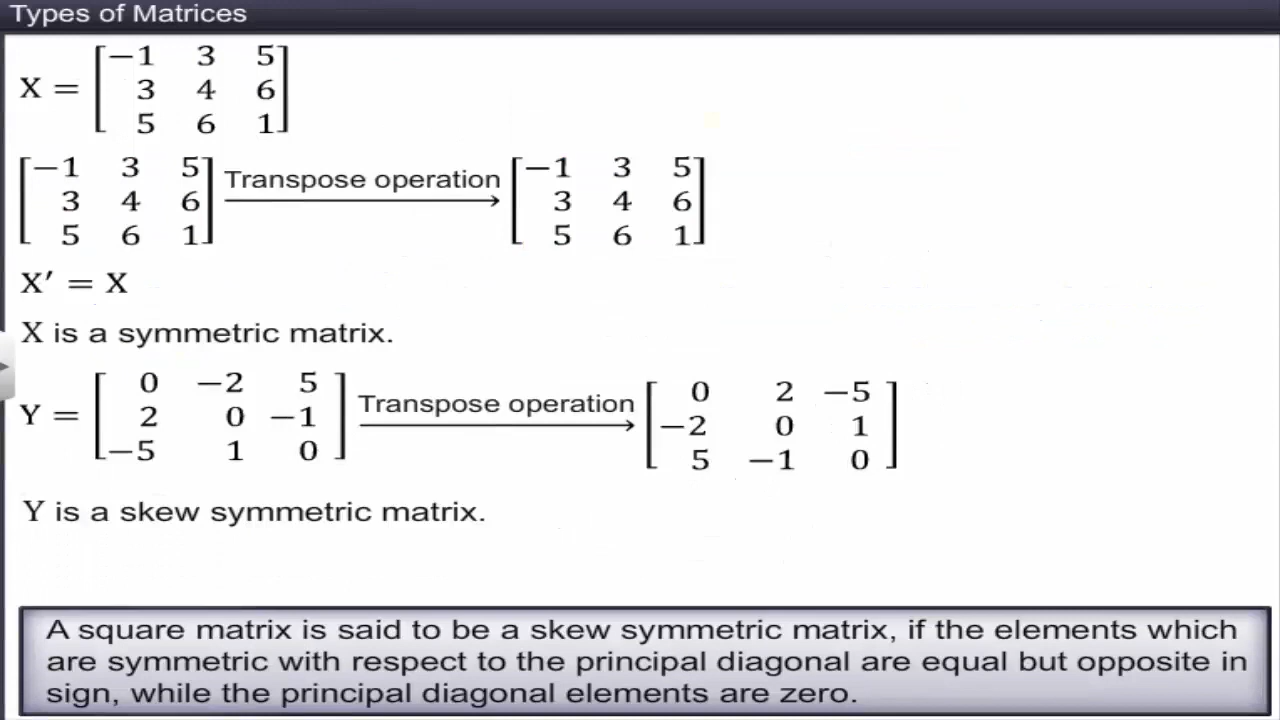 Types of Matrices
X = [−1 3 5
3 4 6
5 6 1]
[−1 3 5
3 4 6
5 6 1] Transpose operation [−1 3 5
3 4 6
5 6 1]
X′ = X
X is a symmetric matrix.
Y = [0 −2 5
2 0 −1
−5 1 0] Transpose operation [0 2 −5
−2 0 1
5 −1 0]
Y is a skew symmetric matrix.
A square matrix is said to be a skew symmetric matrix, if the elements which
are symmetric with respect to the principal diagonal are equal but opposite in
sign, while the principal diagonal elements are zero.